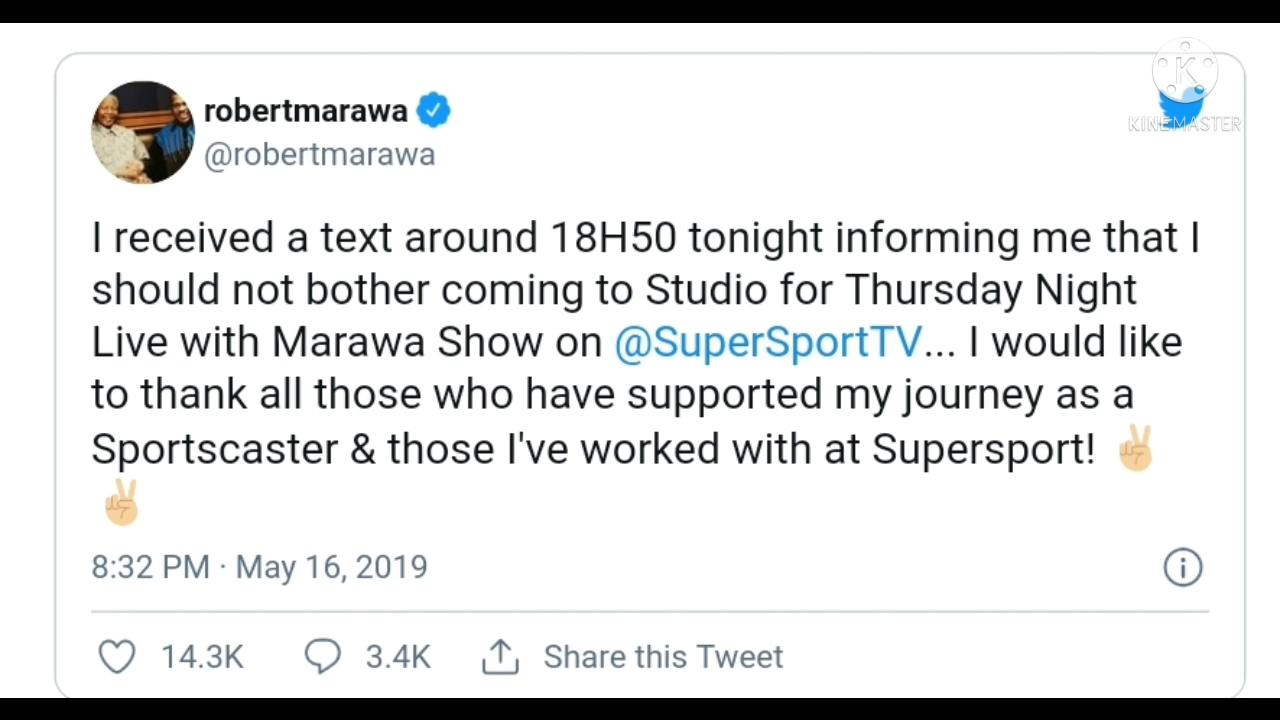 robertmarawa
@robertmarawa
K
KINEMASTER
I received a text around 18H50 tonight informing me that I
should not bother coming to Studio for Thursday Night
Live with Marawa Show on @SuperSportTV... I would like
to thank all those who have supported my journey as a
Sportscaster & those I've worked with at Supersport! ✌🏼
✌🏼
8:32 PM · May 16, 2019
14.3K 3.4K Share this Tweet